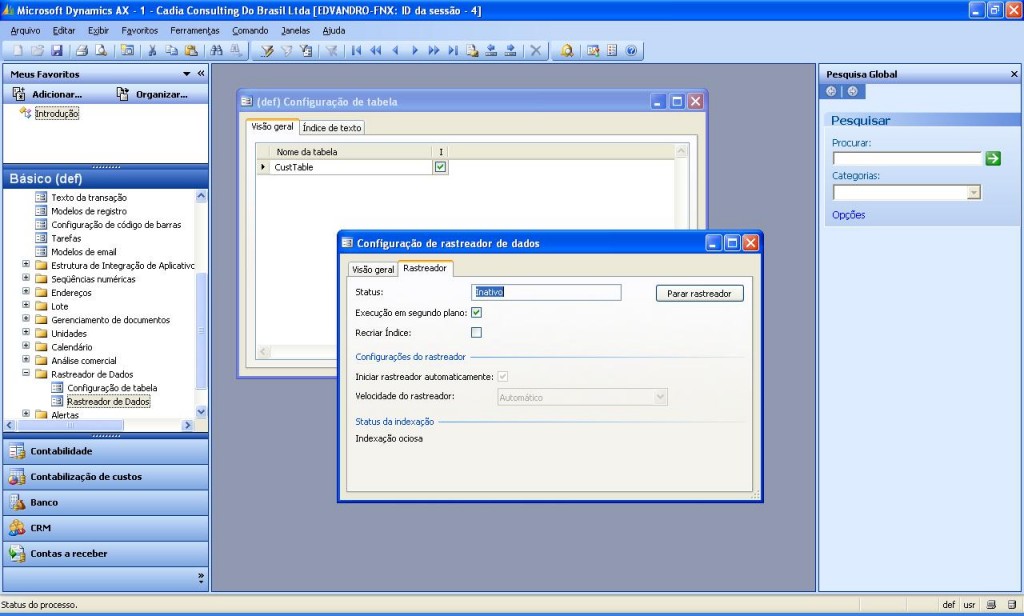 Microsoft Dynamics AX - 1 - Cadia Consulting Do Brasil Ltda [EDVANDRO-FNX: ID da sessão - 4]
Arquivo Editar Exibir Favoritos Ferramentas Comando Janelas Ajuda
Meus Favoritos
Adicionar... Organizar...
Introdução
Básico (def)
Texto da transação
Modelos de registro
Configuração de código de barras
Tarefas
Modelos de email
Estrutura de Integração de Aplicativo
Seqüências numéricas
Endereços
Lote
Gerenciamento de documentos
Unidades
Calendário
Análise comercial
Rastreador de Dados
Configuração de tabela
Rastreador de Dados
Alertas
Contabilidade
Contabilização de custos
Banco
CRM
Contas a receber
(def) Configuração de tabela
Visão geral Índice de texto
Nome da tabela I
CustTable
Configuração de rastreador de dados
Visão geral Rastreador
Status: Inativo Parar rastreador
Execução em segundo plano:
Recriar Índice:
Configurações do rastreador
Iniciar rastreador automaticamente:
Velocidade do rastreador: Automático
Status da indexação
Indexação ociosa
Pesquisa Global
Pesquisar
Procurar:
Categorias:
Opções
Status do processo. def usr